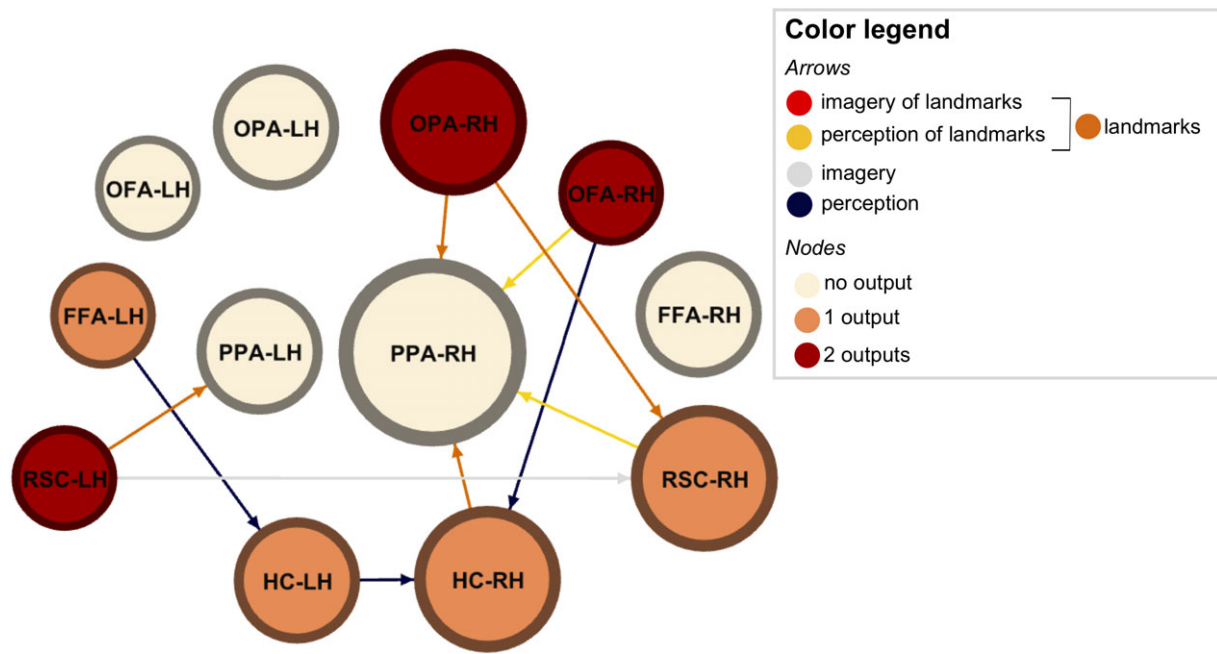 OPA-LH
OPA-RH
OFA-LH
OFA-RH
FFA-LH
FFA-RH
PPA-LH
PPA-RH
RSC-LH
RSC-RH
HC-LH
HC-RH
Color legend
Arrows
imagery of landmarks
perception of landmarks
landmarks
imagery
perception
Nodes
no output
1 output
2 outputs